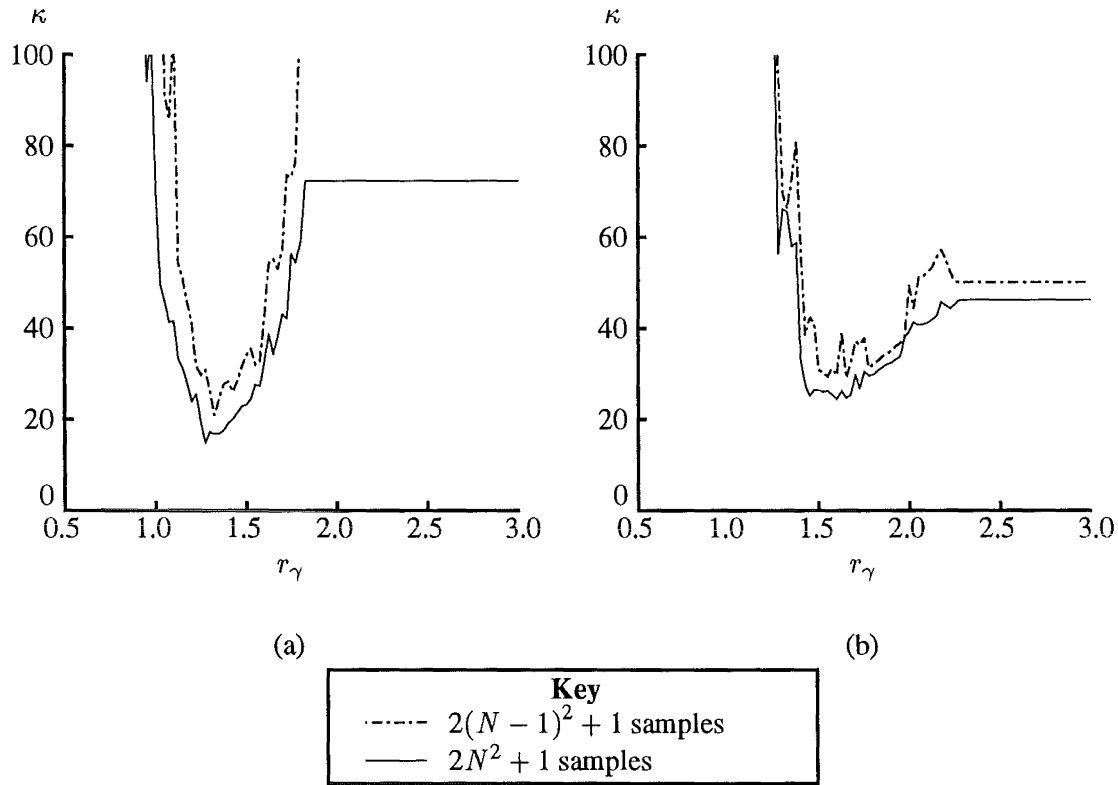 κ κ
100 100
80 80
60 60
40 40
20 20
0 0
0.5 1.0 1.5 2.0 2.5 3.0 0.5 1.0 1.5 2.0 2.5 3.0
r_γ r_γ
(a) (b)
Key
2(N − 1)² + 1 samples
2N² + 1 samples